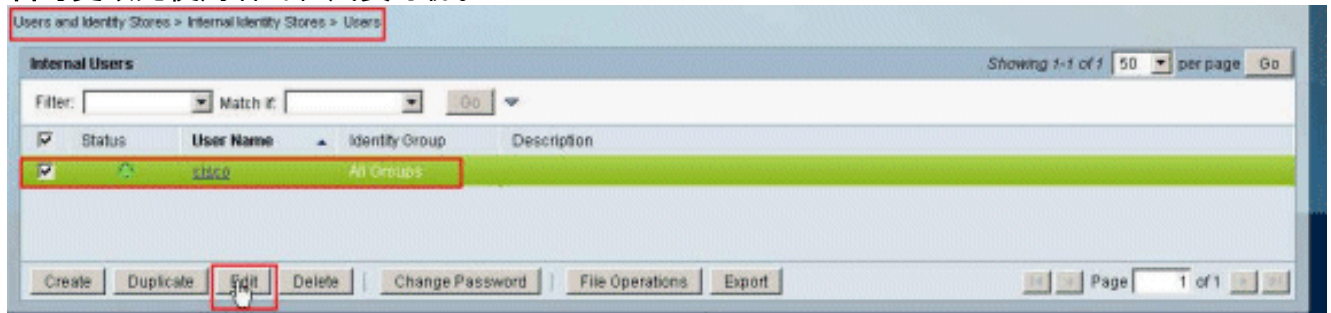 Users and Identity Stores > Internal Identity Stores > Users
Internal Users
Showing 1-1 of 1 50 per page Go
Filter: Match if: Go
Status User Name Identity Group Description
cisco All Groups
Create Duplicate Edit Delete | Change Password | File Operations Export Page 1 of 1